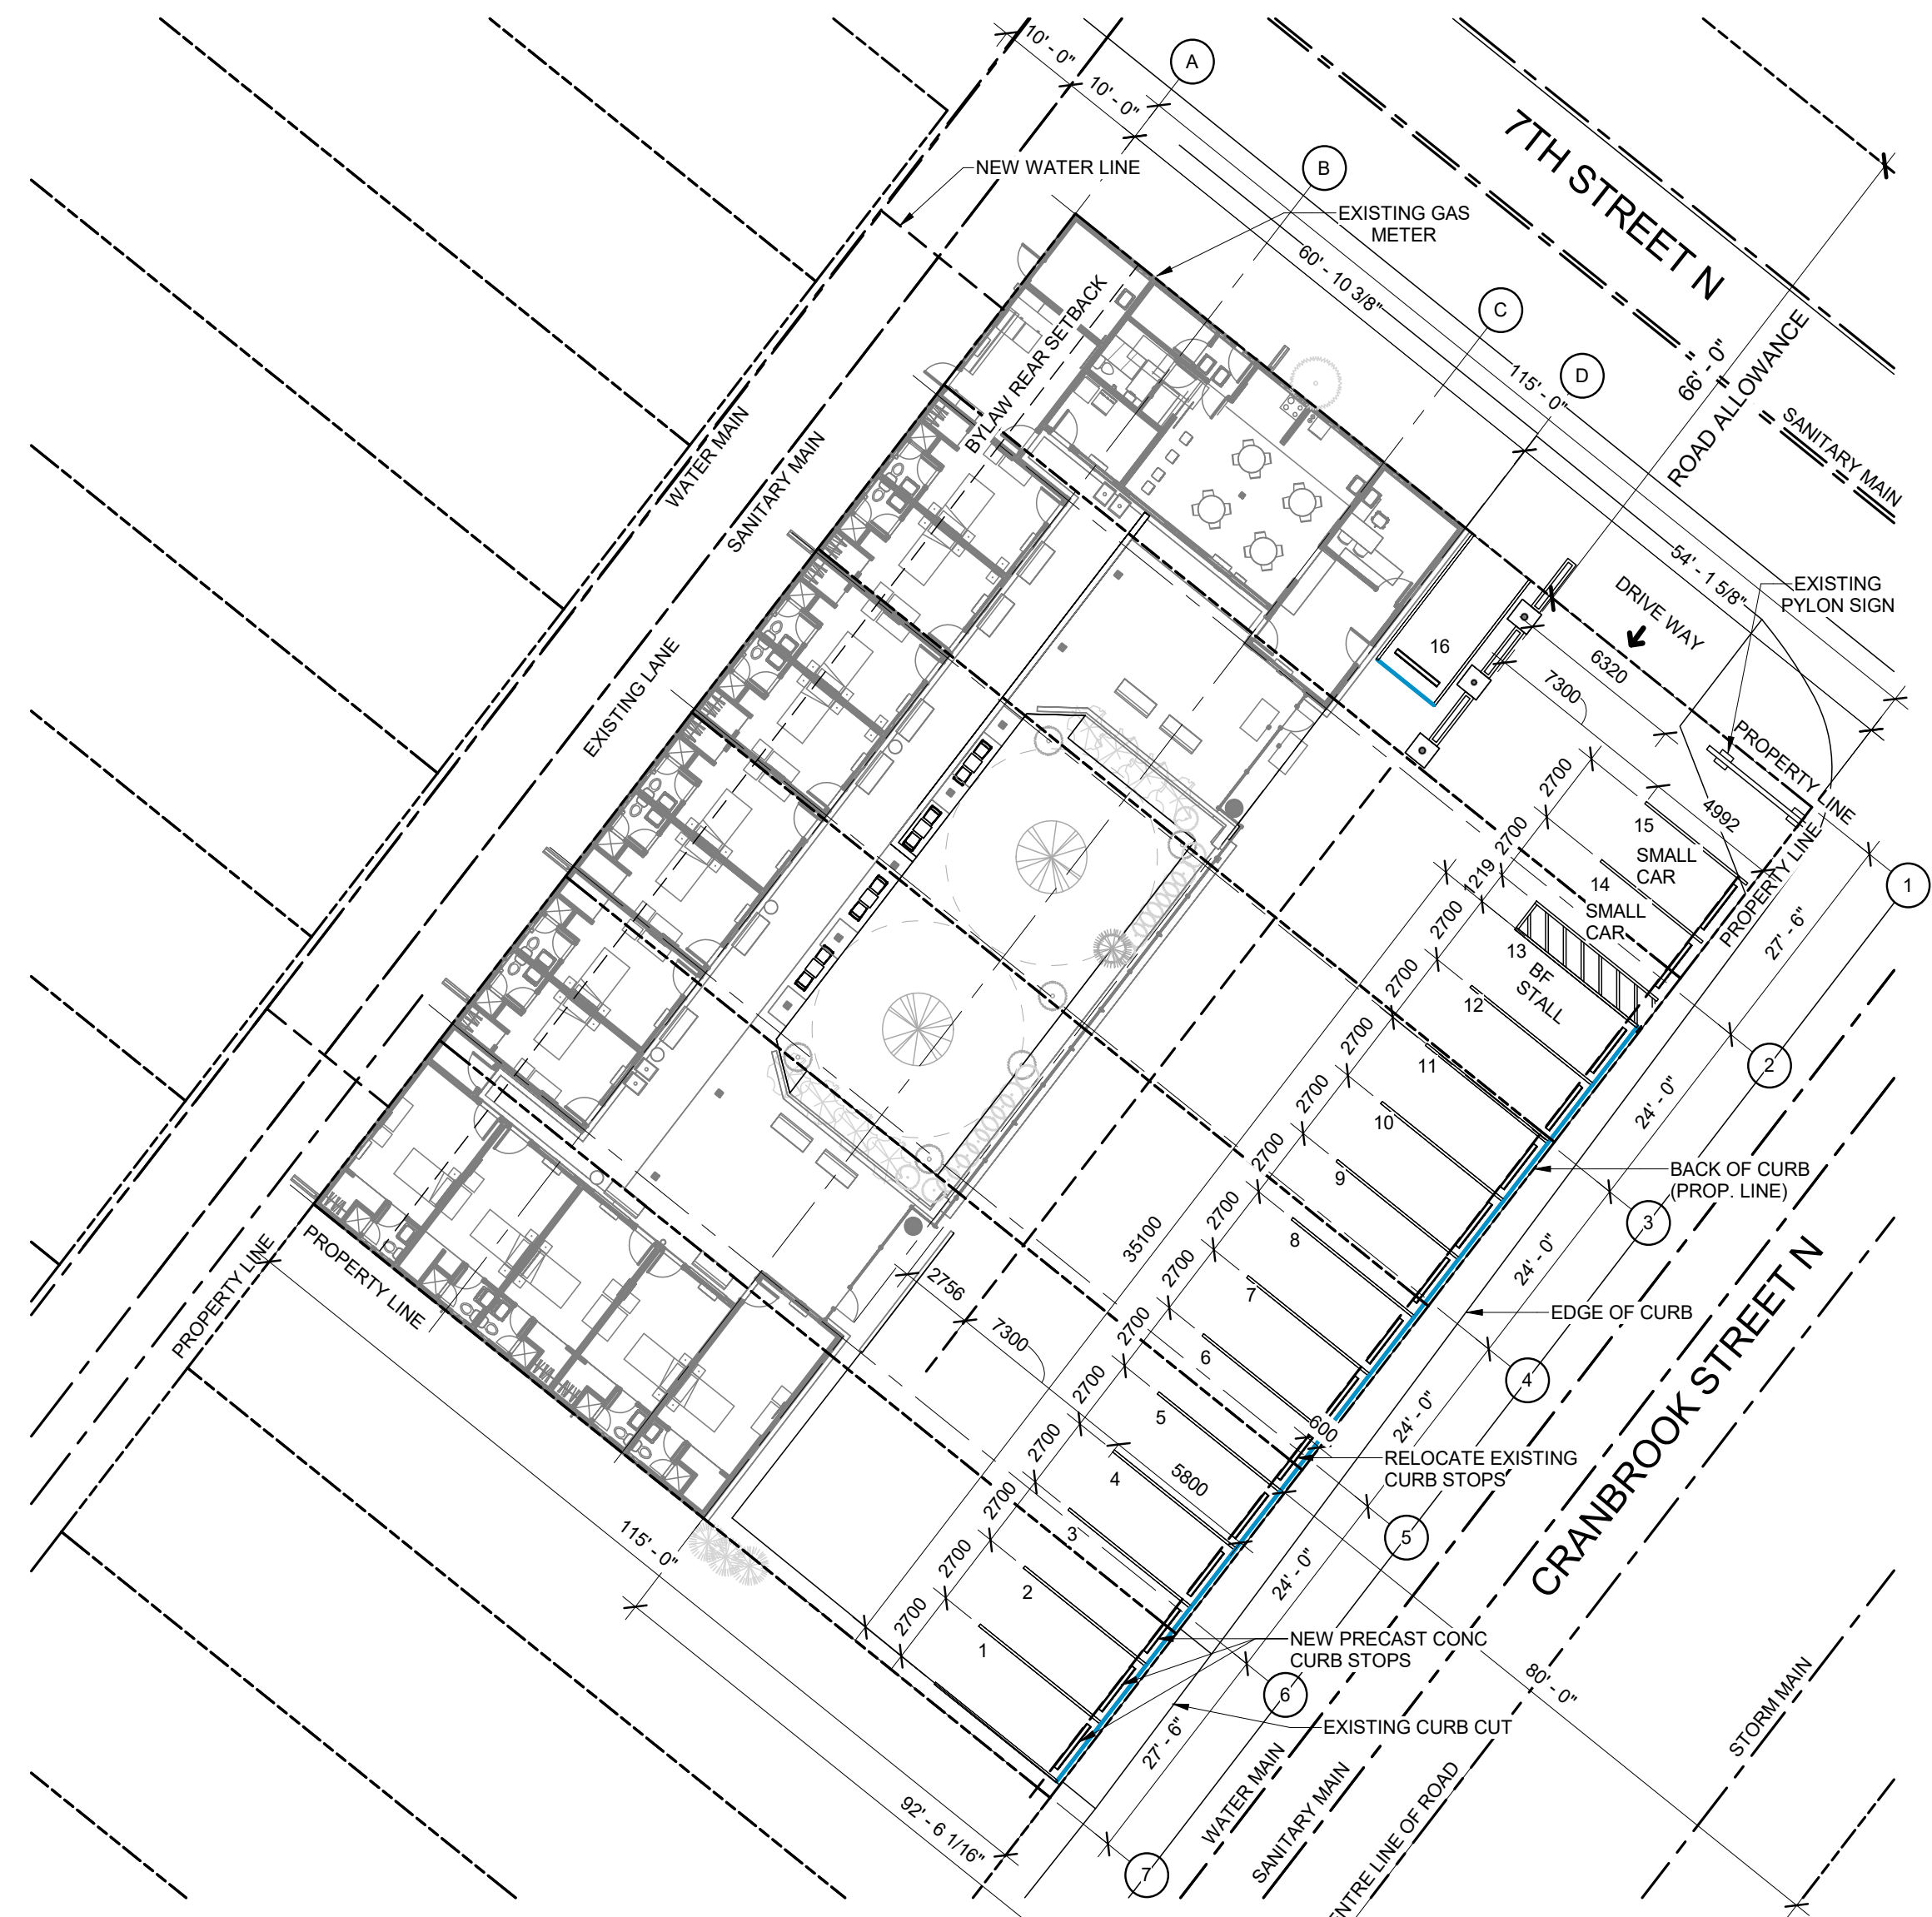 10' - 0"
10' - 0"
A
B
C
D
7TH STREET N
NEW WATER LINE
EXISTING GAS
METER
60' - 10 3/8"
115' - 0"
66' - 0"
ROAD ALLOWANCE
SANITARY MAIN
BYLAW REAR SETBACK
WATER MAIN
SANITARY MAIN
EXISTING LANE
54' - 1 5/8"
EXISTING
PYLON SIGN
DRIVE WAY
16
6320
7300
PROPERTY LINE
4992
PROPERTY LINE
2700
2700
1219
2700
2700
2700
2700
2700
2700
2700
2700
2700
2700
2700
2700
2700
15
SMALL
CAR
14
SMALL
CAR
13
BF
STALL
12
11
10
9
8
7
6
5
4
3
2
1
1
27' - 6"
2
24' - 0"
BACK OF CURB
(PROP. LINE)
3
24' - 0"
EDGE OF CURB
4
24' - 0"
CRANBROOK STREET N
35100
2756
7300
600
RELOCATE EXISTING
CURB STOPS
5800
5
24' - 0"
NEW PRECAST CONC
CURB STOPS
6
EXISTING CURB CUT
27' - 6"
80' - 0"
STORM MAIN
PROPERTY LINE
PROPERTY LINE
115' - 0"
92' - 6 1/16"
7
WATER MAIN
SANITARY MAIN
ENTRE LINE OF ROAD